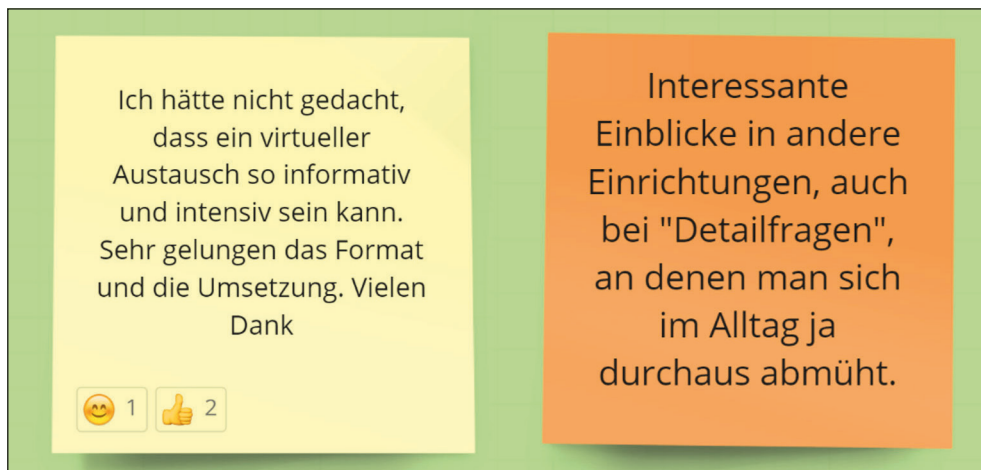 Ich hätte nicht gedacht,
dass ein virtueller
Austausch so informativ
und intensiv sein kann.
Sehr gelungen das Format
und die Umsetzung. Vielen
Dank
1
2
Interessante
Einblicke in andere
Einrichtungen, auch
bei "Detailfragen",
an denen man sich
im Alltag ja
durchaus abmüht.